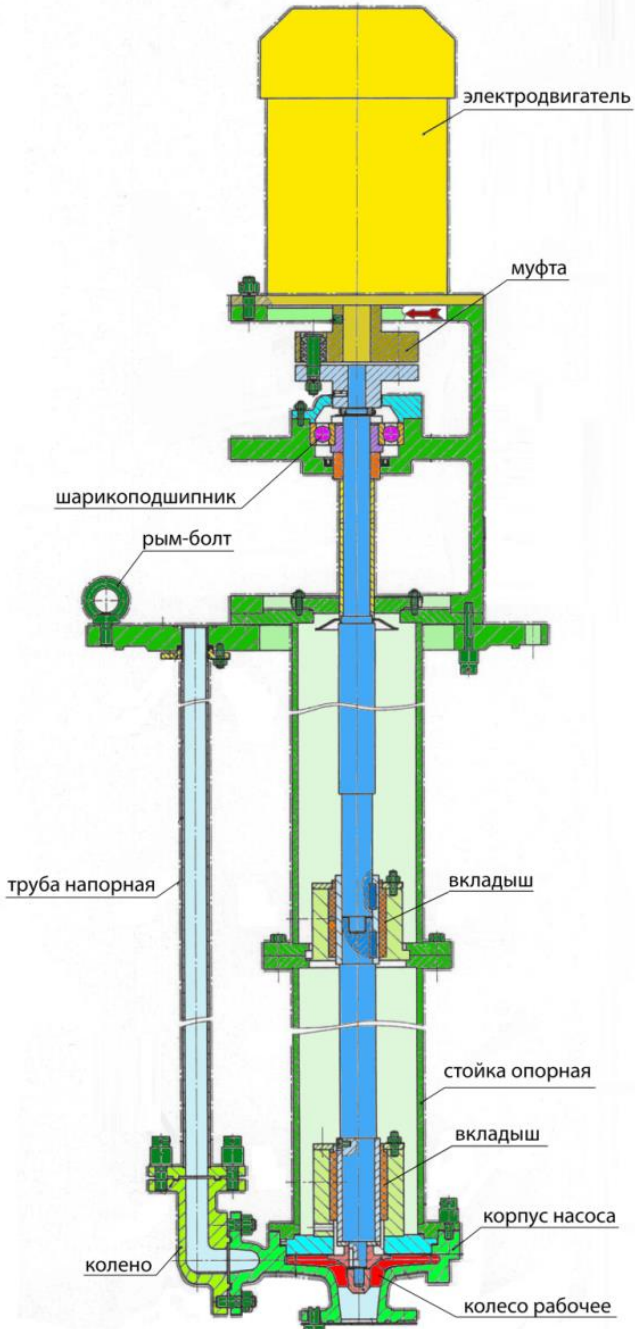 электродвигатель
муфта
шарикоподшипник
рым-болт
труба напорная
вкладыш
стойка опорная
вкладыш
корпус насоса
колено
колесо рабочее